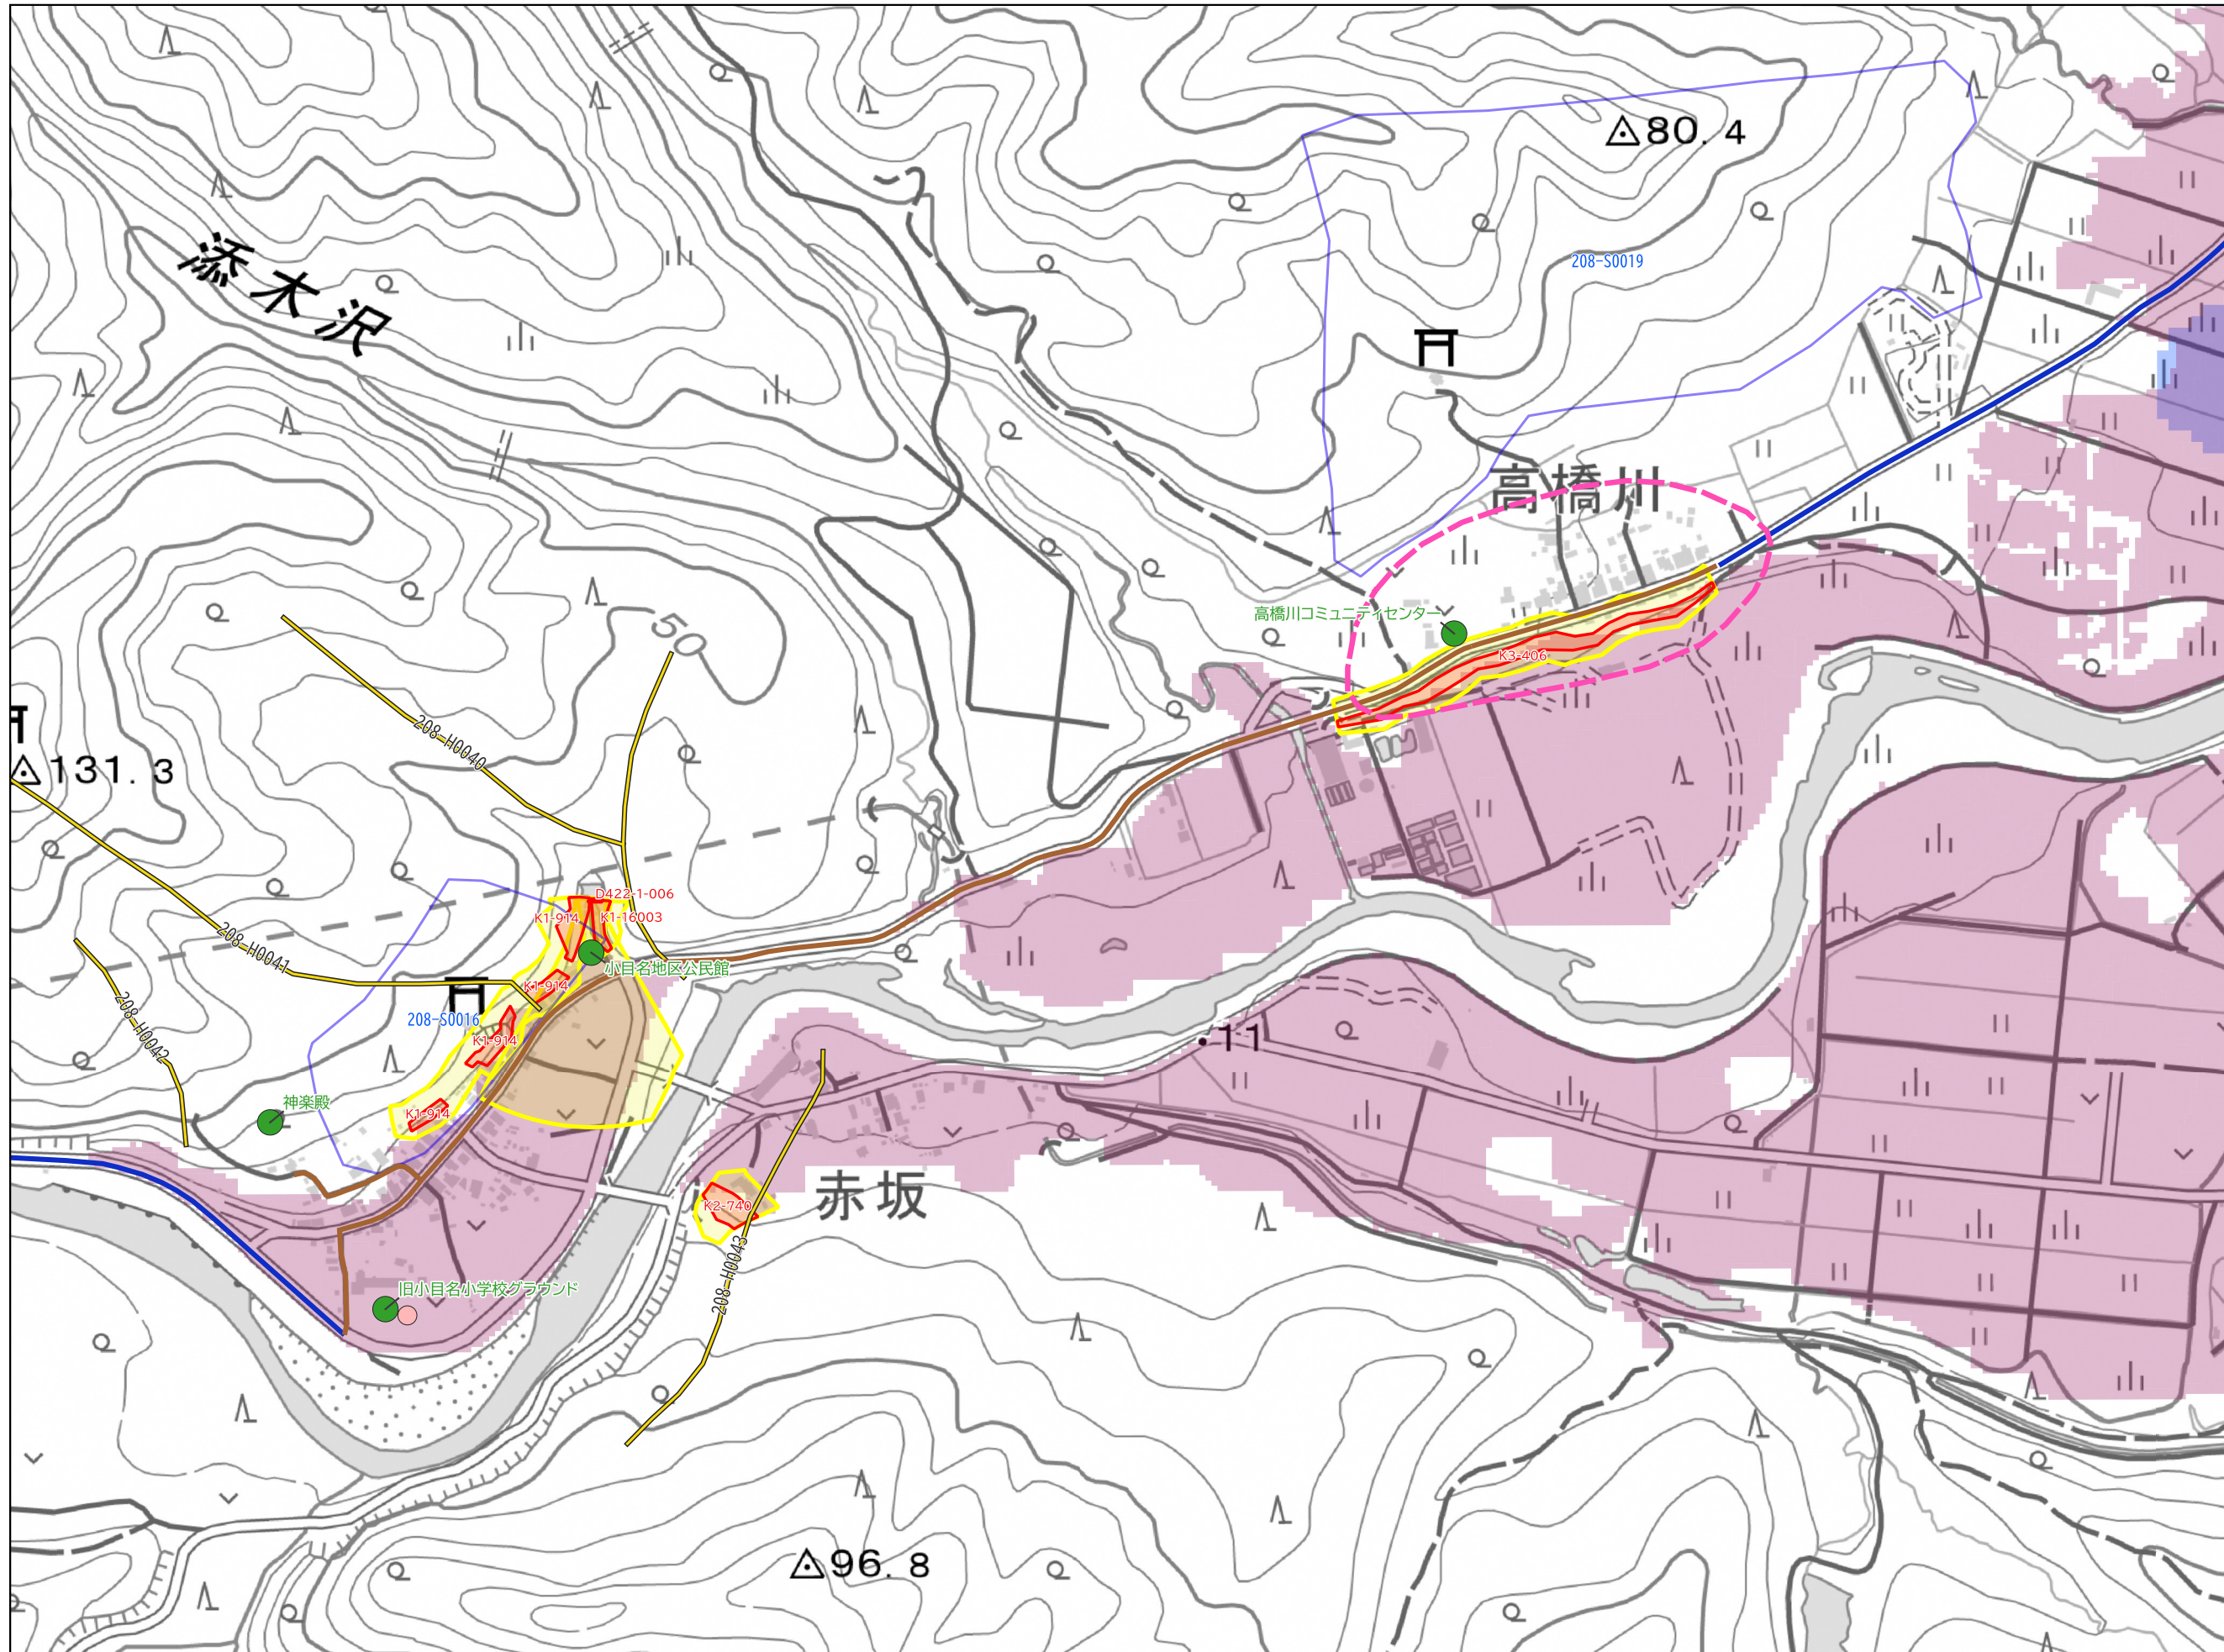 80.4
添木沢
208-S0019
高橋川
高橋川コミュニティセンター
50
K3-406
208-H0040
131.3
D422-1-006
K1-914
K1-16003
208-H0041
小目名地区公民館
K1-914
208-H0042
208-S0016
K1-914
11
神楽殿
K1-914
赤坂
K2-740
208-H0043
旧小目名小学校グラウンド
96.8